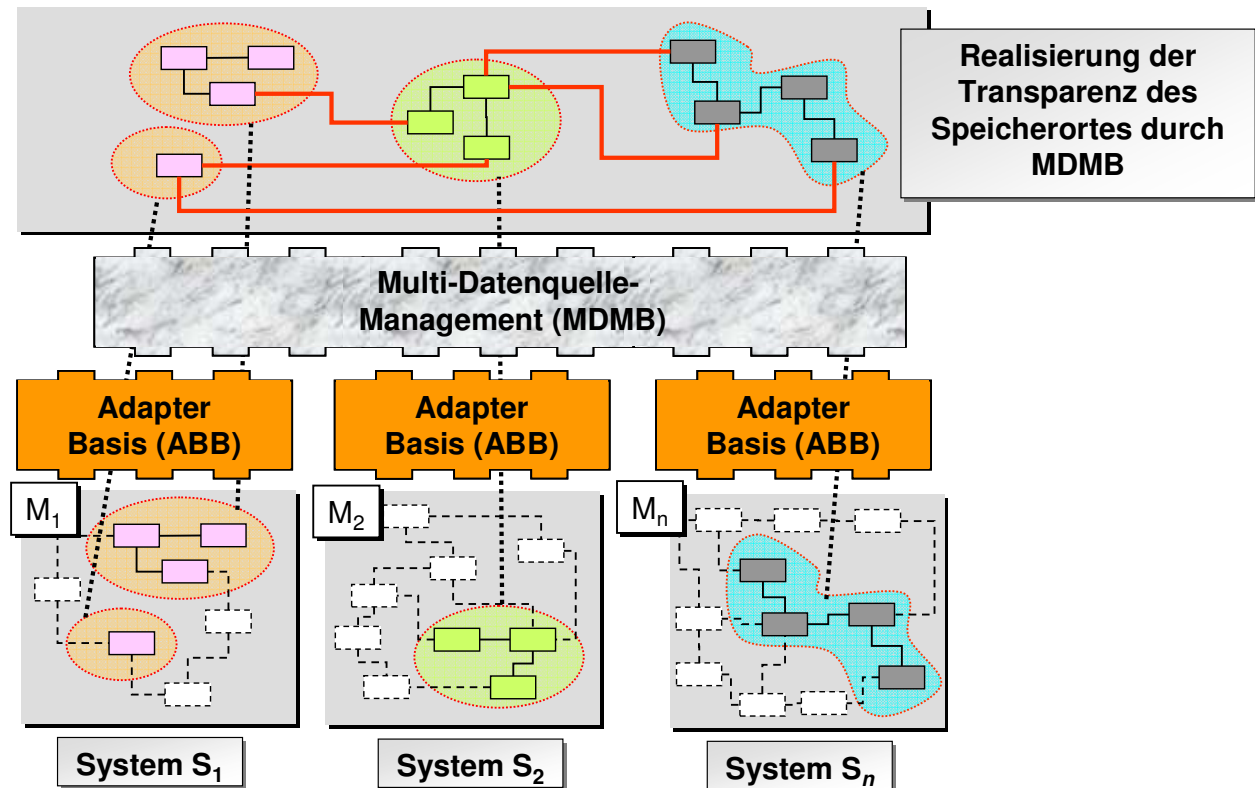 Realisierung der
Transparenz des
Speicherortes durch
MDMB
Multi-Datenquelle-
Management (MDMB)
Adapter
Basis (ABB)
Adapter
Basis (ABB)
Adapter
Basis (ABB)
M1
M2
Mn
System S1
System S2
System Sn